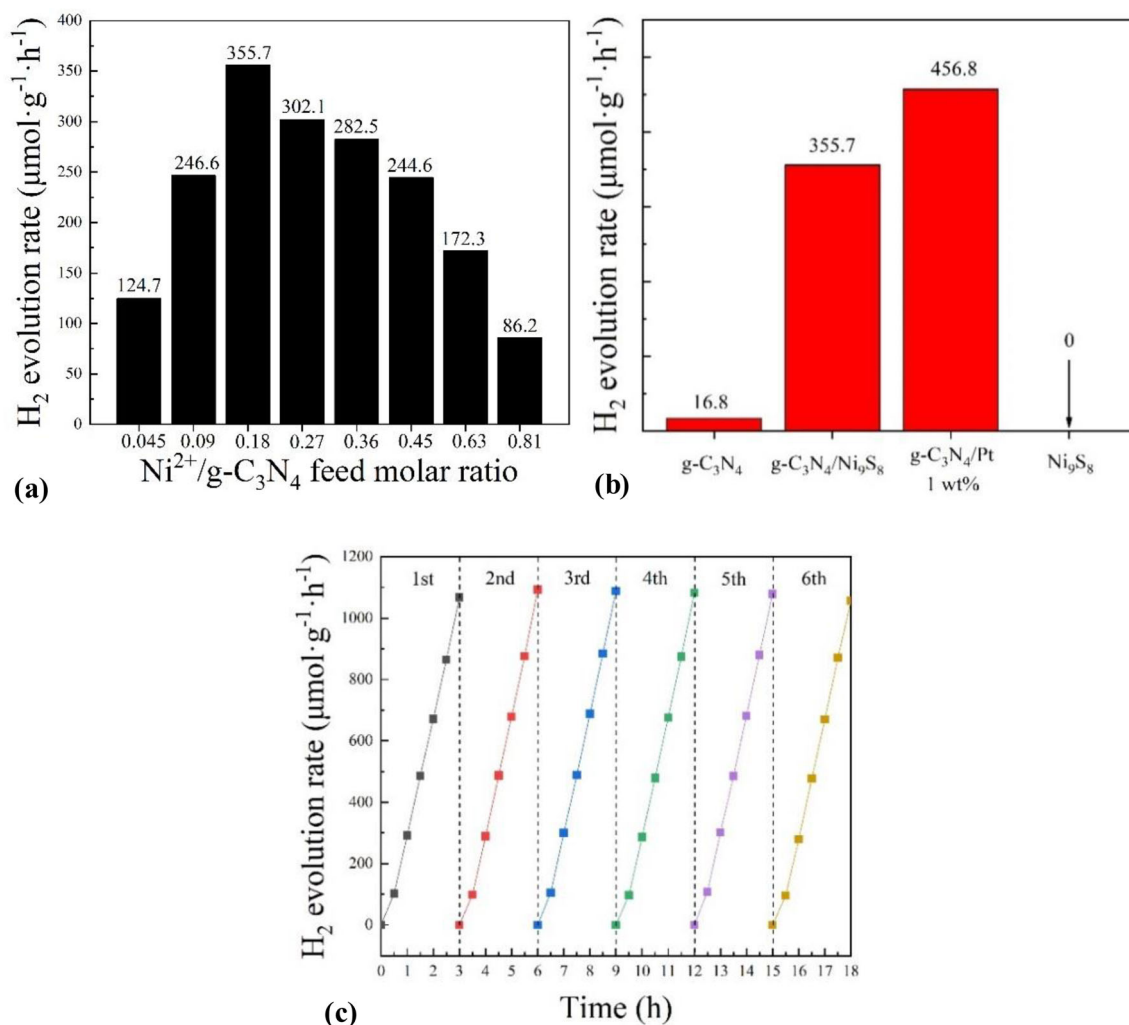 H₂ evolution rate (μmol·g⁻¹·h⁻¹)
400
350
300
250
200
150
100
50
0
124.7
246.6
355.7
302.1
282.5
244.6
172.3
86.2
0.045 0.09 0.18 0.27 0.36 0.45 0.63 0.81
Ni²⁺/g-C₃N₄ feed molar ratio
(a)
H₂ evolution rate (μmol·g⁻¹·h⁻¹)
16.8
355.7
456.8
0
g-C₃N₄ g-C₃N₄/Ni₉S₈ g-C₃N₄/Pt Ni₉S₈
1 wt%
(b)
H₂ evolution rate (μmol·g⁻¹·h⁻¹)
1200
1000
800
600
400
200
0
1st 2nd 3rd 4th 5th 6th
0 1 2 3 4 5 6 7 8 9 10 11 12 13 14 15 16 17 18
Time (h)
(c)